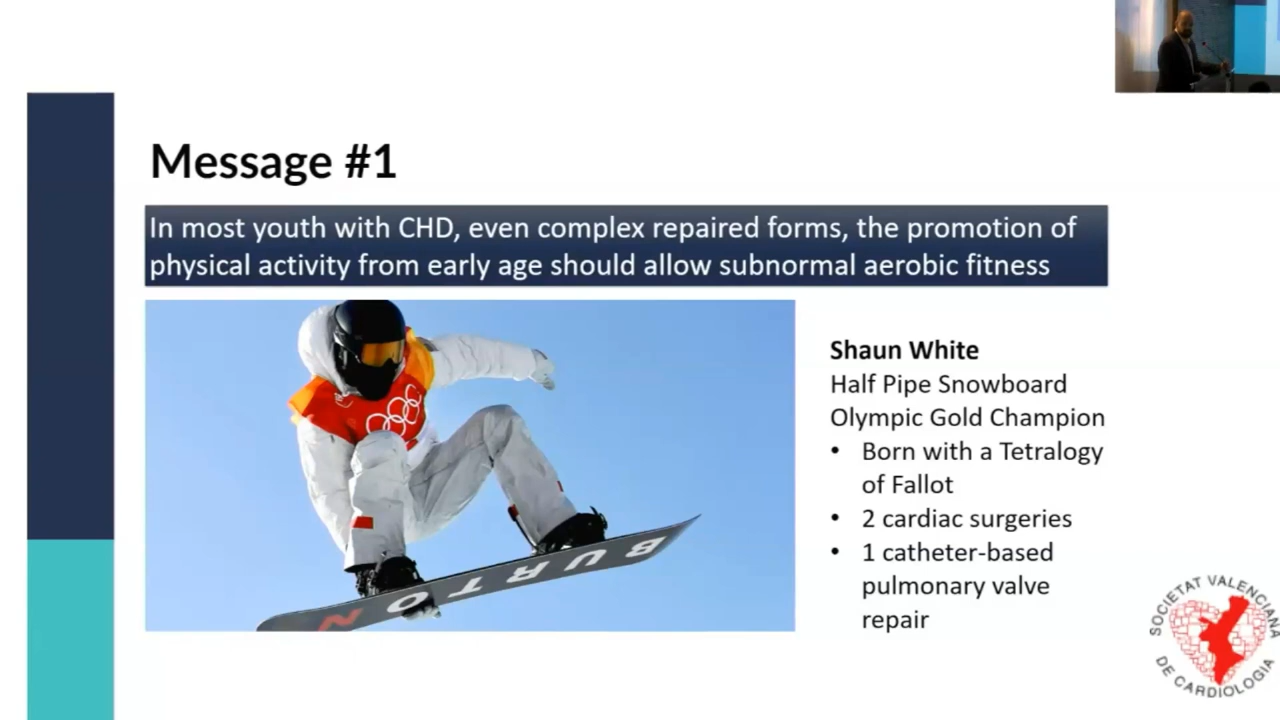 Message #1
In most youth with CHD, even complex repaired forms, the promotion of
physical activity from early age should allow subnormal aerobic fitness
Shaun White
Half Pipe Snowboard
Olympic Gold Champion
• Born with a Tetralogy
of Fallot
• 2 cardiac surgeries
• 1 catheter-based
pulmonary valve
repair
BURTON
SOCIETAT VALENCIANA
DE CARDIOLOGIA